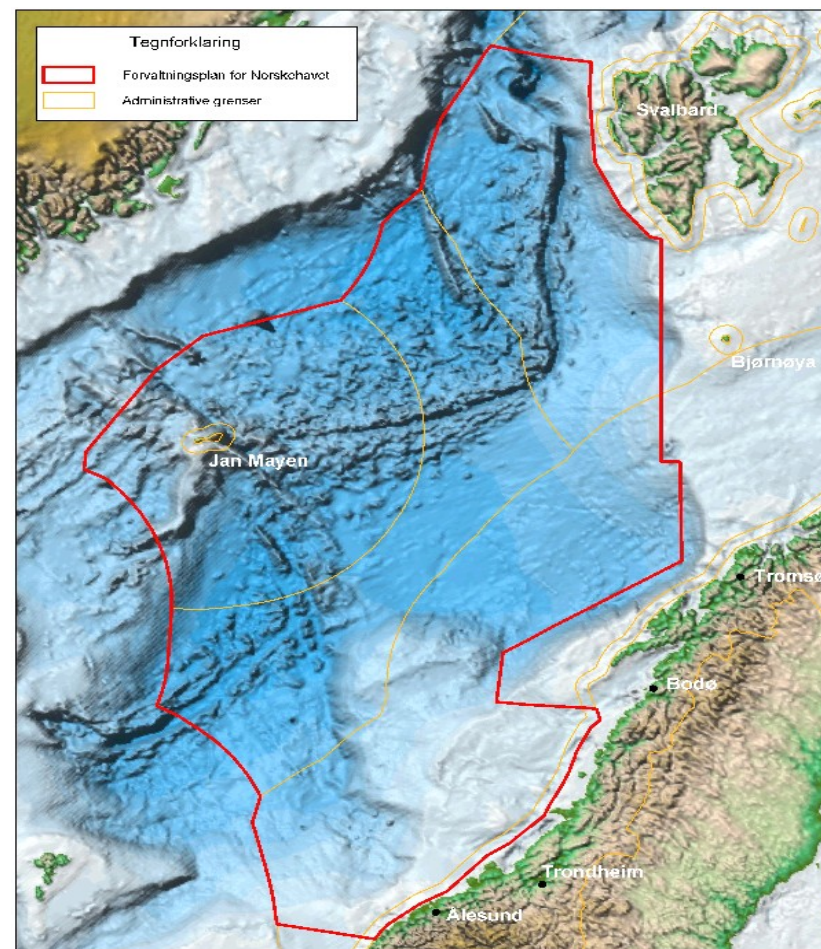 Tegnforklaring
Forvaltningsplan for Norskehavet
Administrative grenser
Svalbard
Bjørnøya
Jan Mayen
Tromsø
Bodø
Trondheim
Ålesund